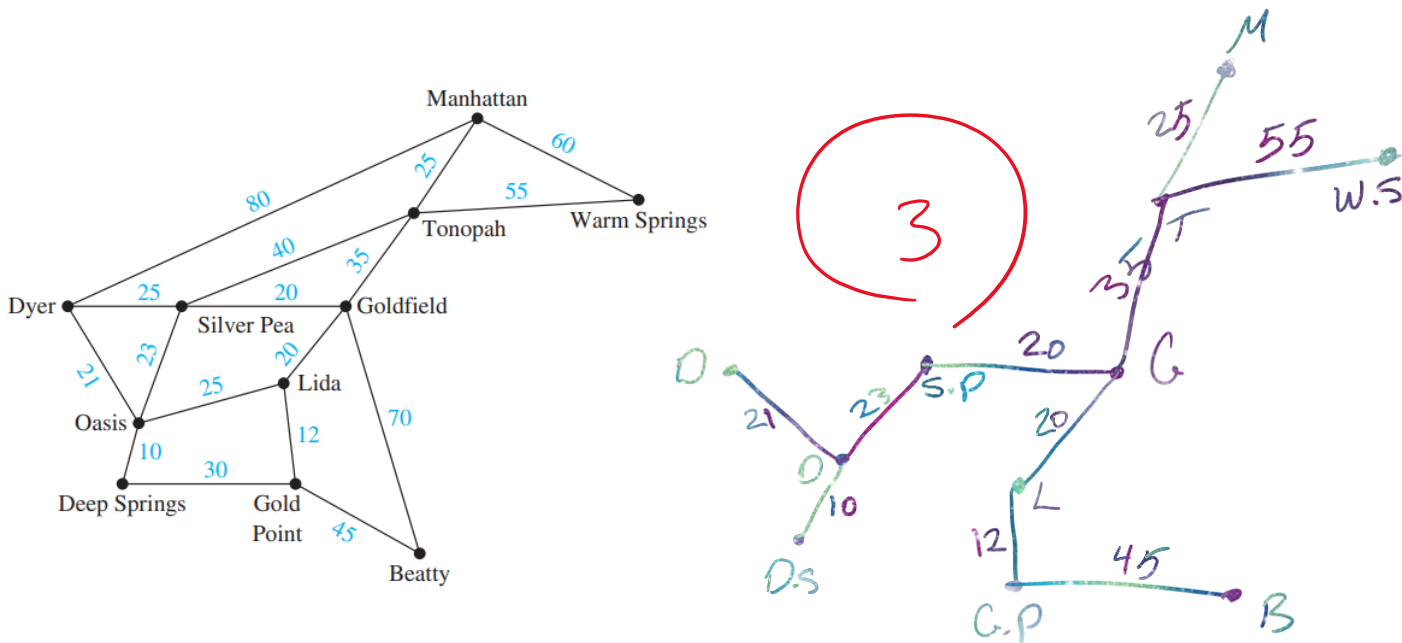 Manhattan
60
25
55
80
Warm Springs
Tonopah
40
35
Dyer
25
20
Goldfield
Silver Pea
20
23
21
25
Lida
Oasis
70
12
10
30
Deep Springs
Gold
Point
45
Beatty
3
M
25
55
W.S
T
35
20
G
D
S.P
23
21
20
O
10
L
D.S
12
45
G.P
B